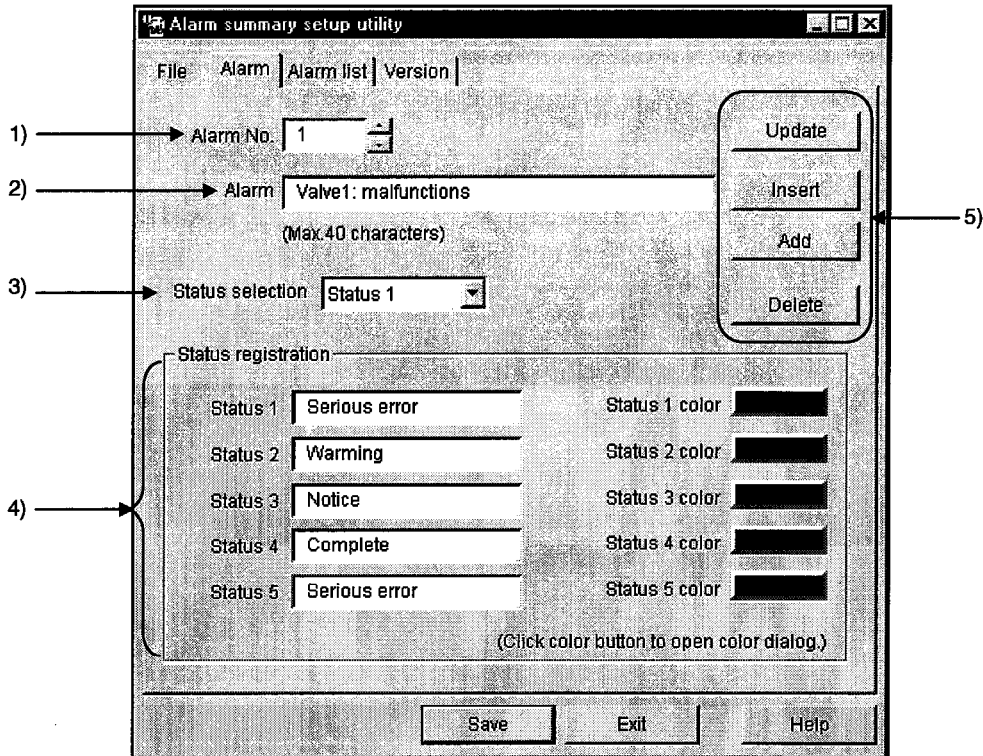 Alarm summary setup utility
File Alarm Alarm list Version
1) Alarm No. 1 Update
2) Alarm Valve1: malfunctions Insert
5)
(Max.40 characters) Add
3) Status selection Status 1 Delete
Status registration
Status 1 Serious error Status 1 color
Status 2 Warming Status 2 color
4) Status 3 Notice Status 3 color
Status 4 Complete Status 4 color
Status 5 Serious error Status 5 color
(Click color button to open color dialog.)
Save Exit Help